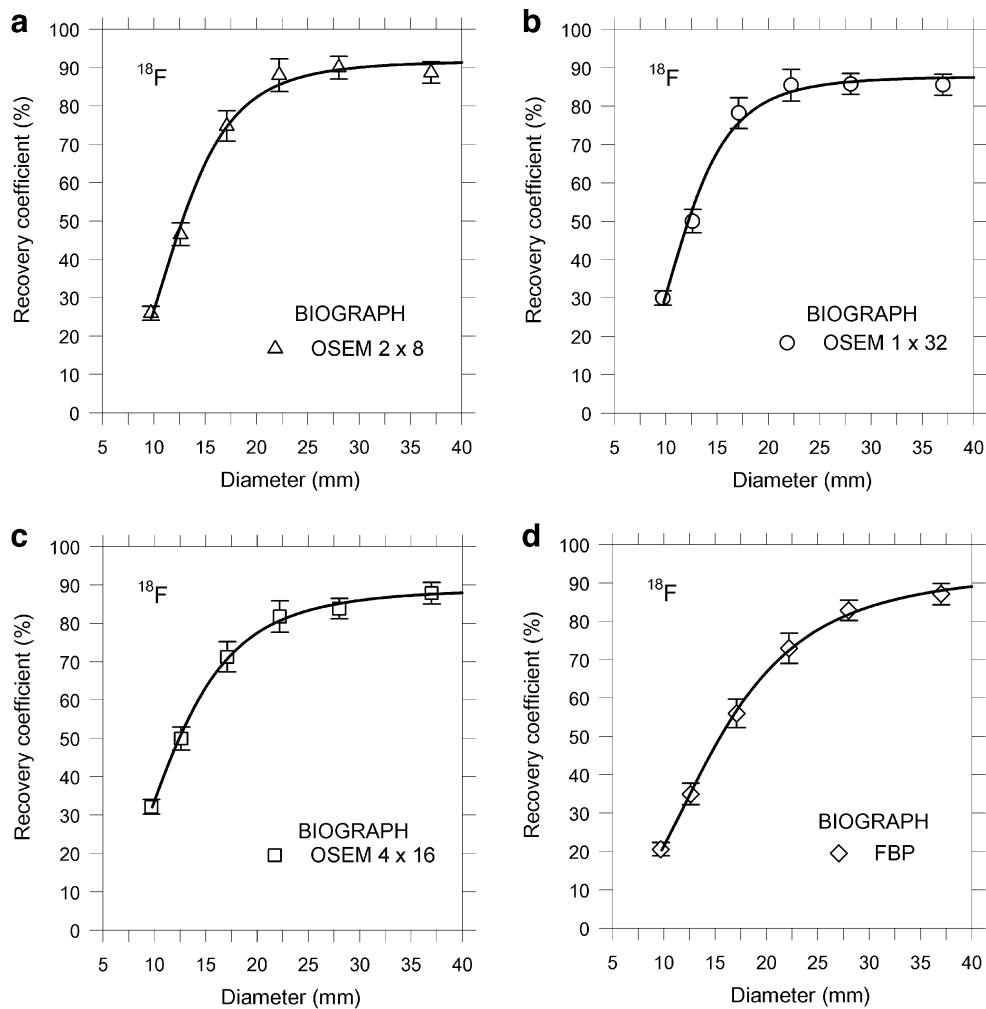 a
100
90
80
70
60
50
40
30
20
10
0
Recovery coefficient (%)
18F
BIOGRAPH
OSEM 2 x 8
5 10 15 20 25 30 35 40
Diameter (mm)
b
100
90
80
70
60
50
40
30
20
10
0
Recovery coefficient (%)
18F
BIOGRAPH
OSEM 1 x 32
5 10 15 20 25 30 35 40
Diameter (mm)
c
100
90
80
70
60
50
40
30
20
10
0
Recovery coefficient (%)
18F
BIOGRAPH
OSEM 4 x 16
5 10 15 20 25 30 35 40
Diameter (mm)
d
100
90
80
70
60
50
40
30
20
10
0
Recovery coefficient (%)
18F
BIOGRAPH
FBP
5 10 15 20 25 30 35 40
Diameter (mm)